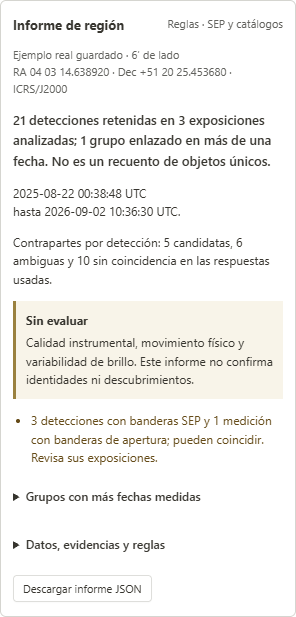 Informe de región
Reglas · SEP y catálogos
Ejemplo real guardado · 6' de lado
RA 04 03 14.638920 · Dec +51 20 25.453680 ·
ICRS/J2000
21 detecciones retenidas en 3 exposiciones
analizadas; 1 grupo enlazado en más de una
fecha. No es un recuento de objetos únicos.
2025-08-22 00:38:48 UTC
hasta 2026-09-02 10:36:30 UTC.
Contrapartes por detección: 5 candidatas, 6
ambiguas y 10 sin coincidencia en las respuestas
usadas.
Sin evaluar
Calidad instrumental, movimiento físico y
variabilidad de brillo. Este informe no confirma
identidades ni descubrimientos.
• 3 detecciones con banderas SEP y 1 medición
con banderas de apertura; pueden coincidir.
Revisa sus exposiciones.
▶ Grupos con más fechas medidas
▶ Datos, evidencias y reglas
Descargar informe JSON